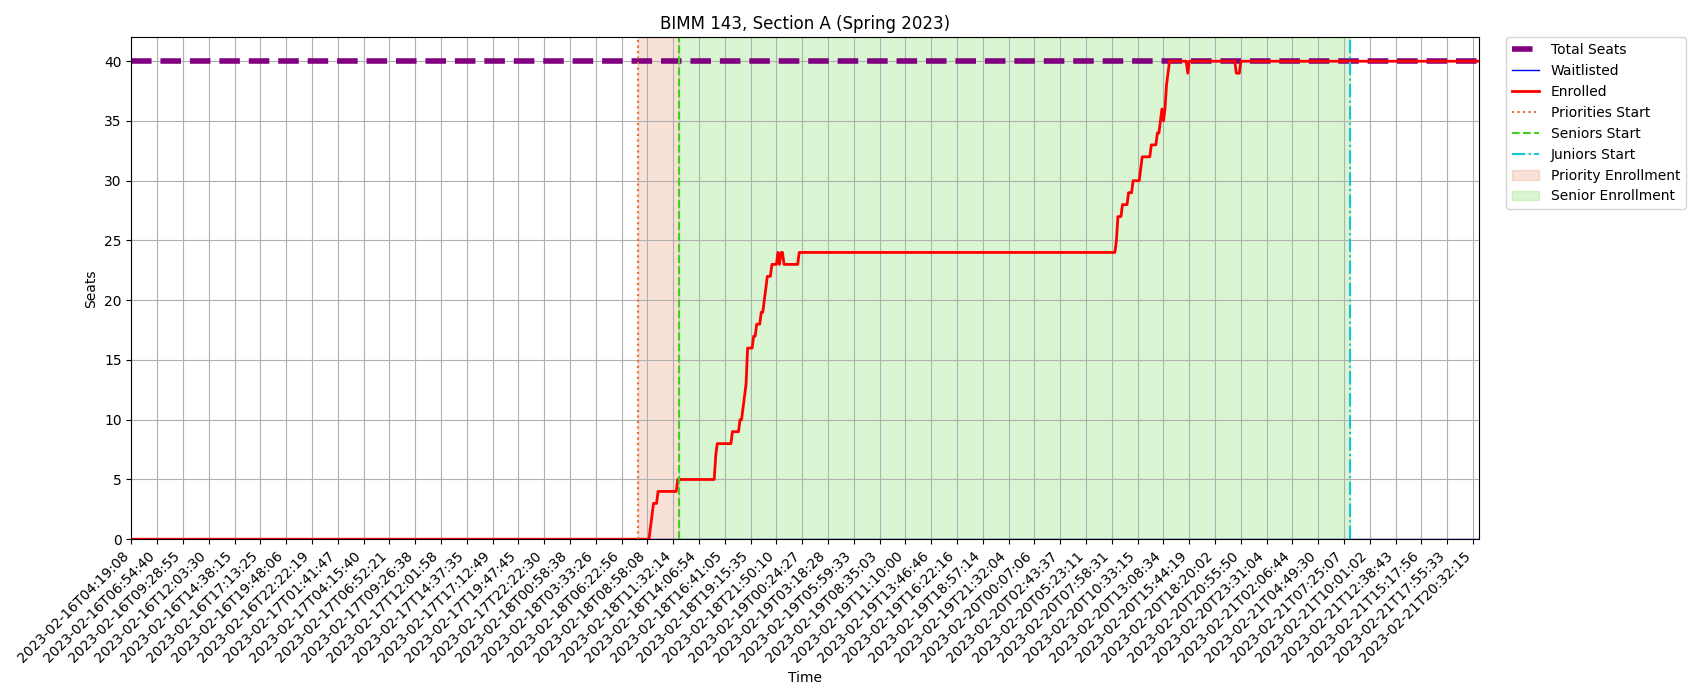 BIMM 143, Section A (Spring 2023)
Total Seats
Waitlisted
Enrolled
Priorities Start
Seniors Start
Juniors Start
Priority Enrollment
Senior Enrollment
Seats
40
35
30
25
20
15
10
5
0
2023-02-16T04:19:08
2023-02-16T06:54:40
2023-02-16T09:28:55
2023-02-16T12:03:30
2023-02-16T14:38:15
2023-02-16T17:13:25
2023-02-16T19:48:06
2023-02-16T22:22:19
2023-02-17T01:41:47
2023-02-17T04:15:40
2023-02-17T06:52:21
2023-02-17T09:26:38
2023-02-17T12:01:58
2023-02-17T14:37:35
2023-02-17T17:12:49
2023-02-17T19:47:45
2023-02-17T22:22:30
2023-02-18T00:58:38
2023-02-18T03:33:26
2023-02-18T06:22:56
2023-02-18T08:58:08
2023-02-18T11:32:14
2023-02-18T14:06:54
2023-02-18T16:41:05
2023-02-18T19:15:35
2023-02-18T21:50:10
2023-02-19T00:24:27
2023-02-19T03:18:28
2023-02-19T05:59:33
2023-02-19T08:35:03
2023-02-19T11:10:00
2023-02-19T13:46:46
2023-02-19T16:22:16
2023-02-19T18:57:14
2023-02-19T21:32:04
2023-02-20T00:07:06
2023-02-20T02:43:37
2023-02-20T05:23:11
2023-02-20T07:58:31
2023-02-20T10:33:15
2023-02-20T13:08:34
2023-02-20T15:44:19
2023-02-20T18:20:02
2023-02-20T20:55:50
2023-02-20T23:31:04
2023-02-21T02:06:44
2023-02-21T04:49:30
2023-02-21T07:25:07
2023-02-21T10:01:02
2023-02-21T12:38:43
2023-02-21T15:17:56
2023-02-21T17:55:33
2023-02-21T20:32:15
Time